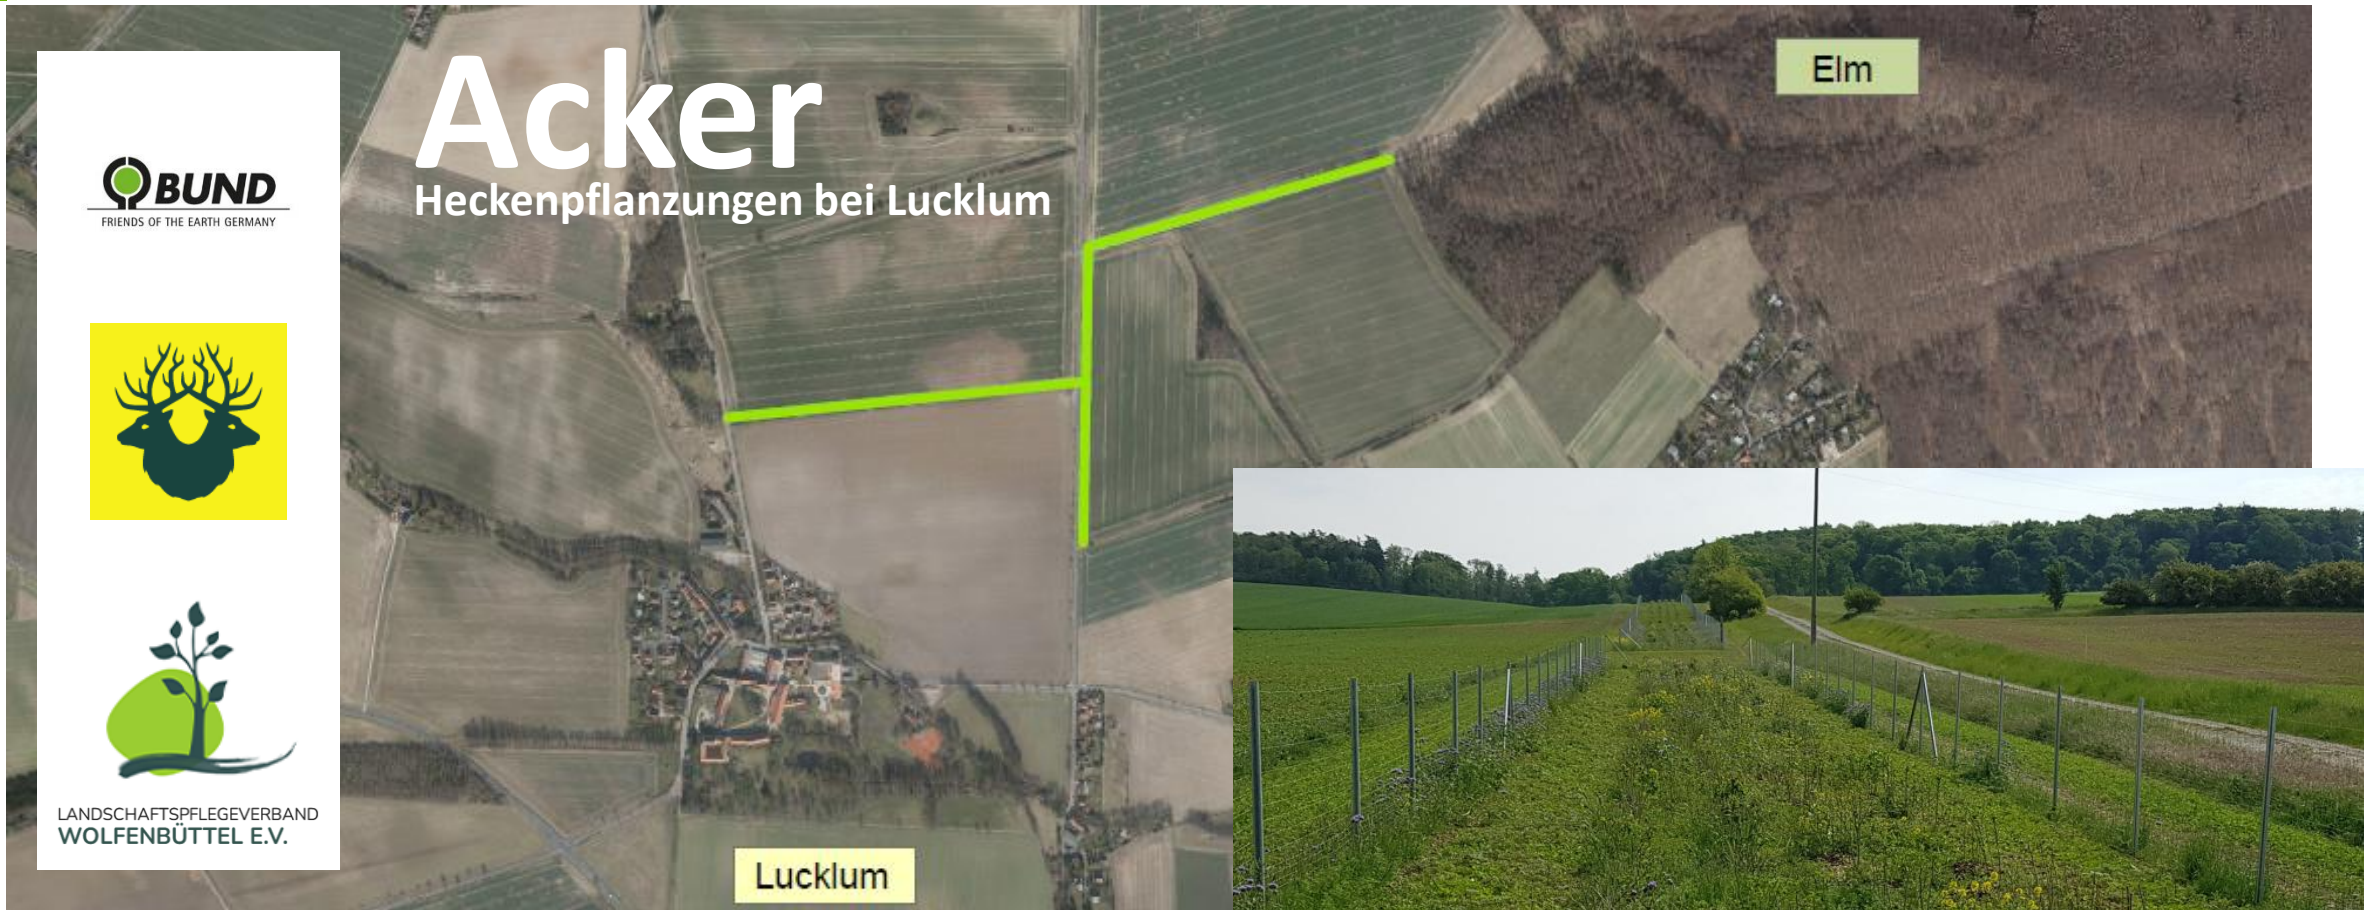 Acker
Heckenpflanzungen bei Lucklum
Elm
BUND
FRIENDS OF THE EARTH GERMANY
LANDSCHAFTSPFLEGEVERBAND
WOLFENBÜTTEL E.V.
Lucklum